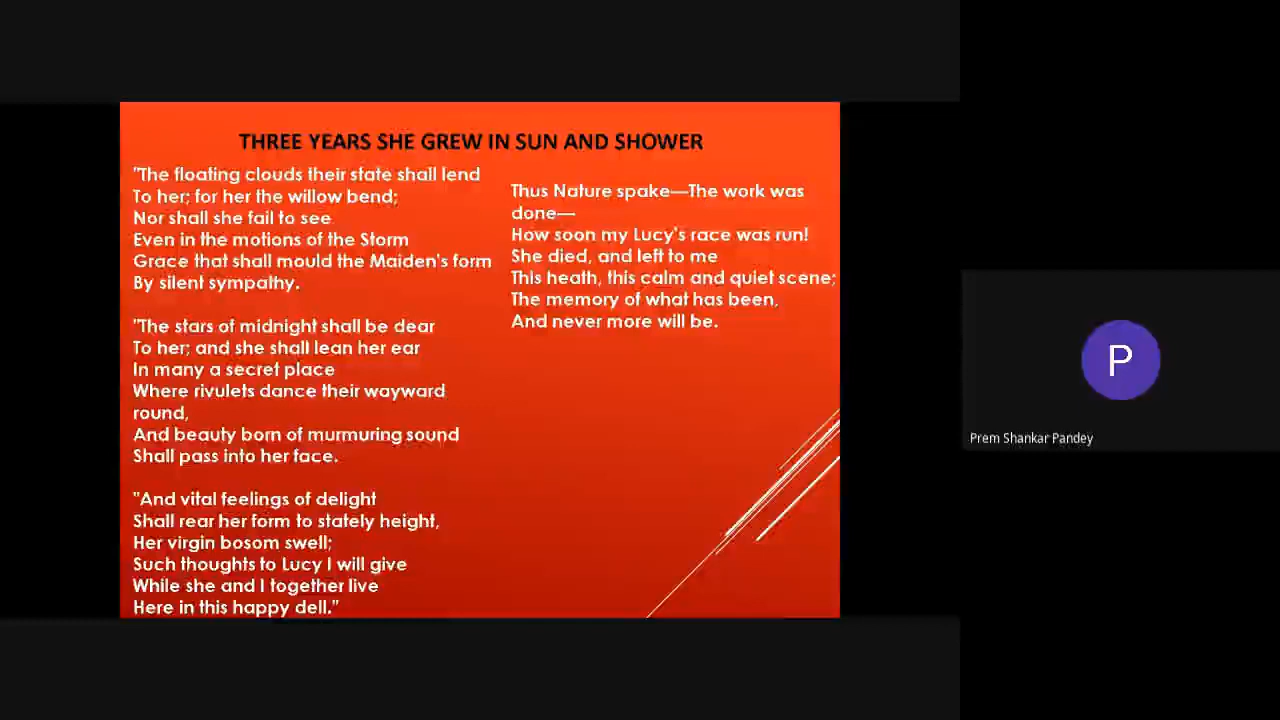 THREE YEARS SHE GREW IN SUN AND SHOWER
"The floating clouds their state shall lend
To her; for her the willow bend;
Nor shall she fail to see
Even in the motions of the Storm
Grace that shall mould the Maiden's form
By silent sympathy.
"The stars of midnight shall be dear
To her; and she shall lean her ear
In many a secret place
Where rivulets dance their wayward
round,
And beauty born of murmuring sound
Shall pass into her face.
"And vital feelings of delight
Shall rear her form to stately height,
Her virgin bosom swell;
Such thoughts to Lucy I will give
While she and I together live
Here in this happy dell."
Thus Nature spake—The work was
done—
How soon my Lucy's race was run!
She died, and left to me
This heath, this calm and quiet scene;
The memory of what has been,
And never more will be.
P
Prem Shankar Pandey